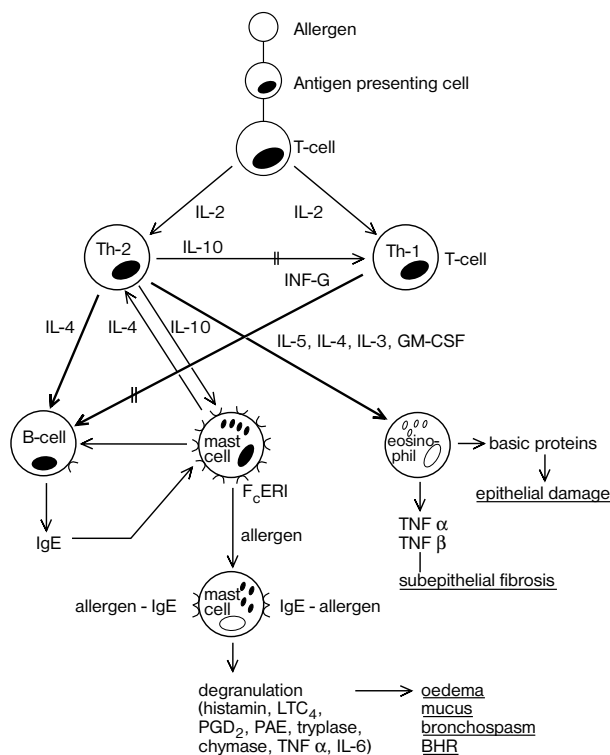 Allergen
Antigen presenting cell
T-cell
IL-2
IL-2
Th-2
IL-10
Th-1
T-cell
INF-G
IL-4
IL-4
IL-10
IL-5, IL-4, IL-3, GM-CSF
B-cell
mast
cell
eosino-
phil
basic proteins
FcERI
epithelial damage
IgE
allergen
TNF α
TNF β
subepithelial fibrosis
allergen - IgE
mast
cell
IgE - allergen
degranulation
(histamin, LTC4,
PGD2, PAE, tryplase,
chymase, TNF α, IL-6)
oedema
mucus
bronchospasm
BHR